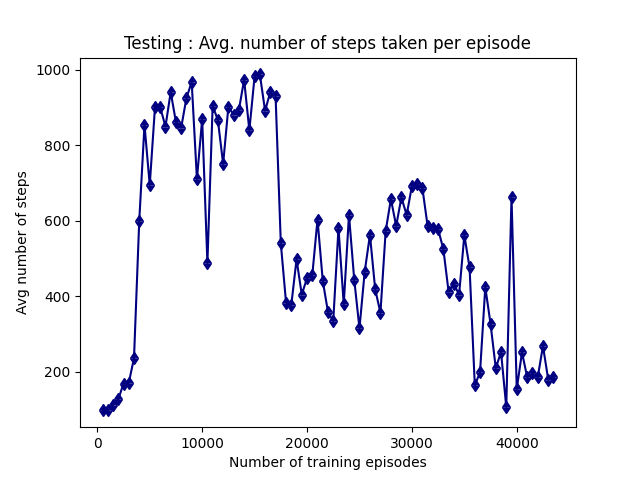 Testing : Avg. number of steps taken per episode
1000
800
600
400
200
Avg number of steps
0 10000 20000 30000 40000
Number of training episodes